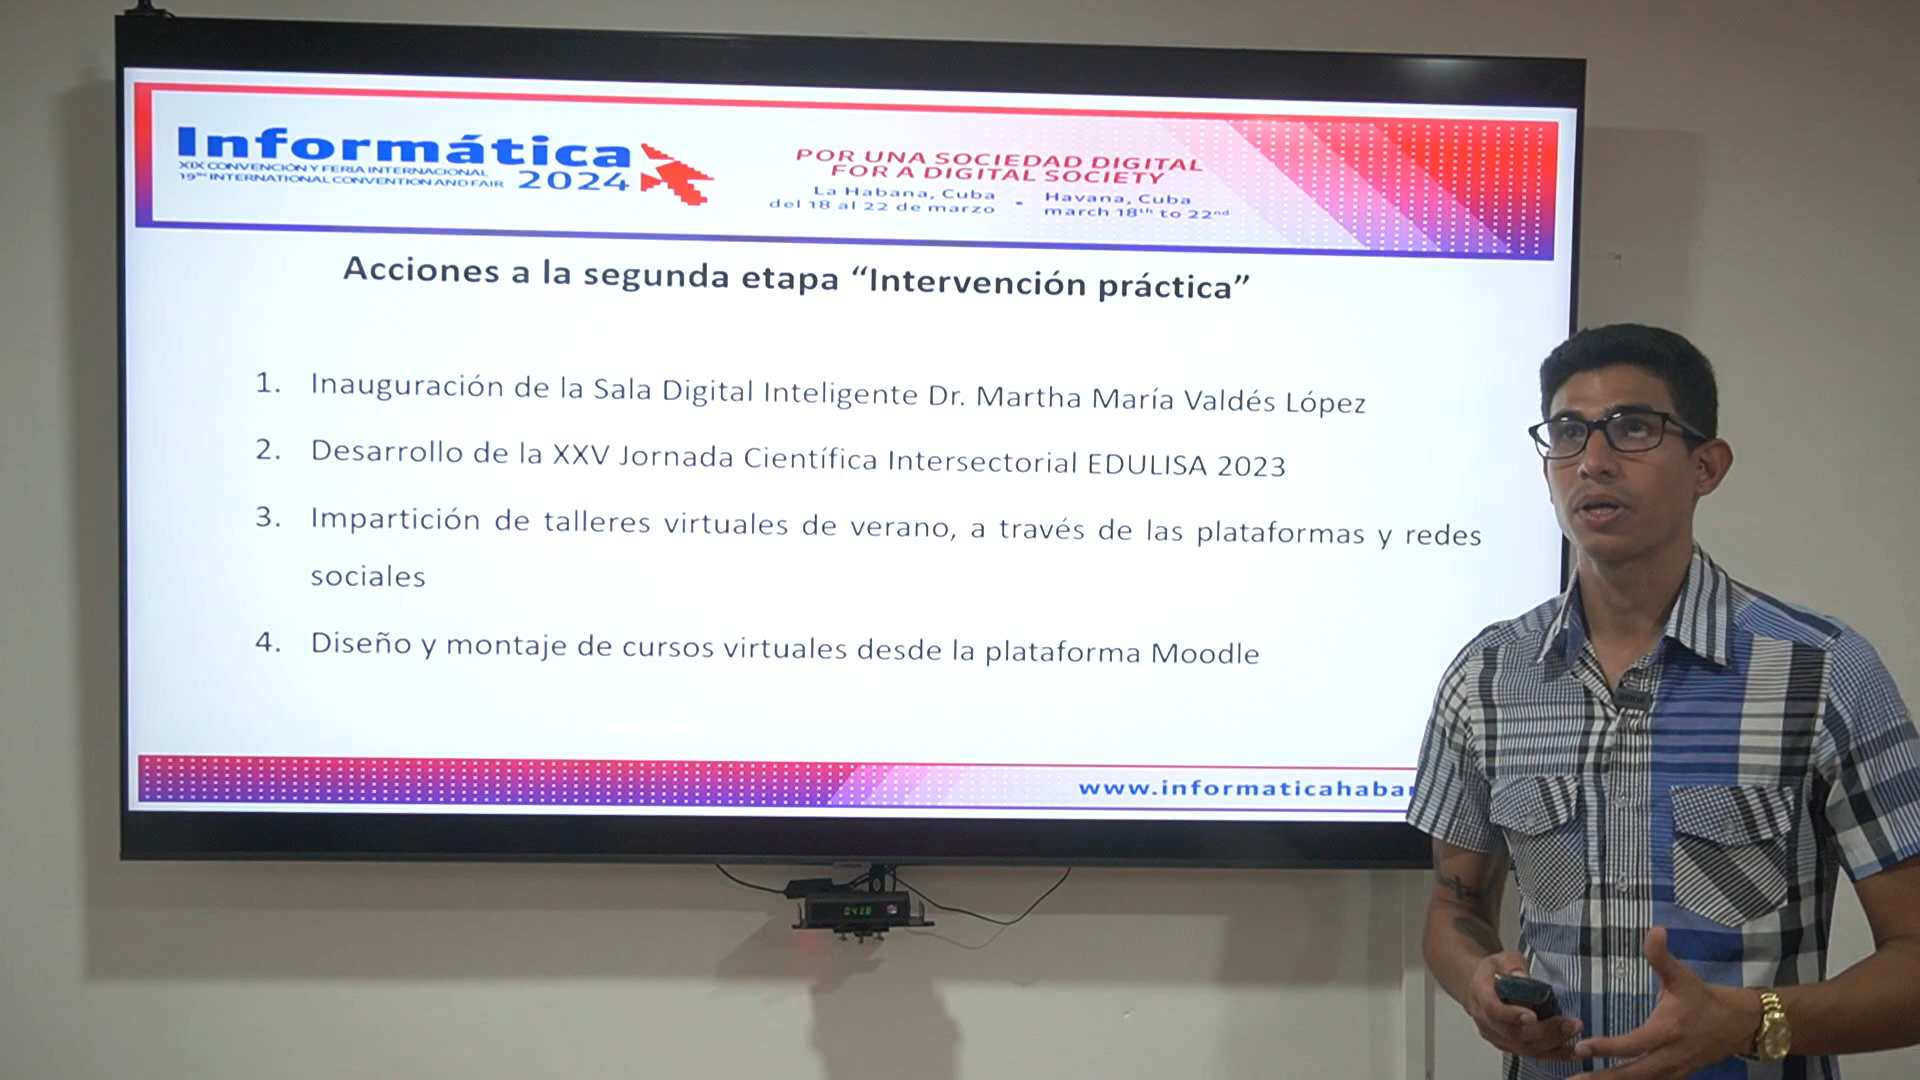 Informática
XIX CONVENCIÓN Y FERIA INTERNACIONAL
19TH INTERNATIONAL CONVENTION AND FAIR 2024
POR UNA SOCIEDAD DIGITAL
FOR A DIGITAL SOCIETY
La Habana, Cuba - Havana, Cuba
del 18 al 22 de marzo march 18th to 22nd
Acciones a la segunda etapa “Intervención práctica”
1. Inauguración de la Sala Digital Inteligente Dr. Martha María Valdés López
2. Desarrollo de la XXV Jornada Científica Intersectorial EDULISA 2023
3. Impartición de talleres virtuales de verano, a través de las plataformas y redes
sociales
4. Diseño y montaje de cursos virtuales desde la plataforma Moodle
www.informaticahaba